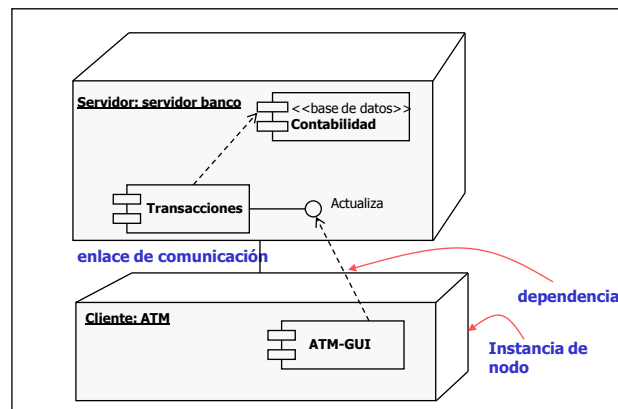 Servidor: servidor banco
<<base de datos>>
Contabilidad
Transacciones
Actualiza
enlace de comunicación
dependencia
Cliente: ATM
ATM-GUI
Instancia de
nodo